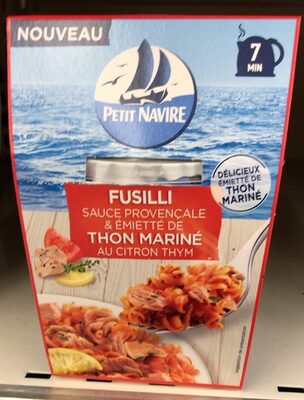 NOUVEAU
7
MIN
PETIT NAVIRE
DÉLICIEUX
ÉMIETTÉ DE
THON
MARINÉ
FUSILLI
SAUCE PROVENÇALE
& ÉMIETTÉ DE
THON MARINÉ
AU CITRON THYM